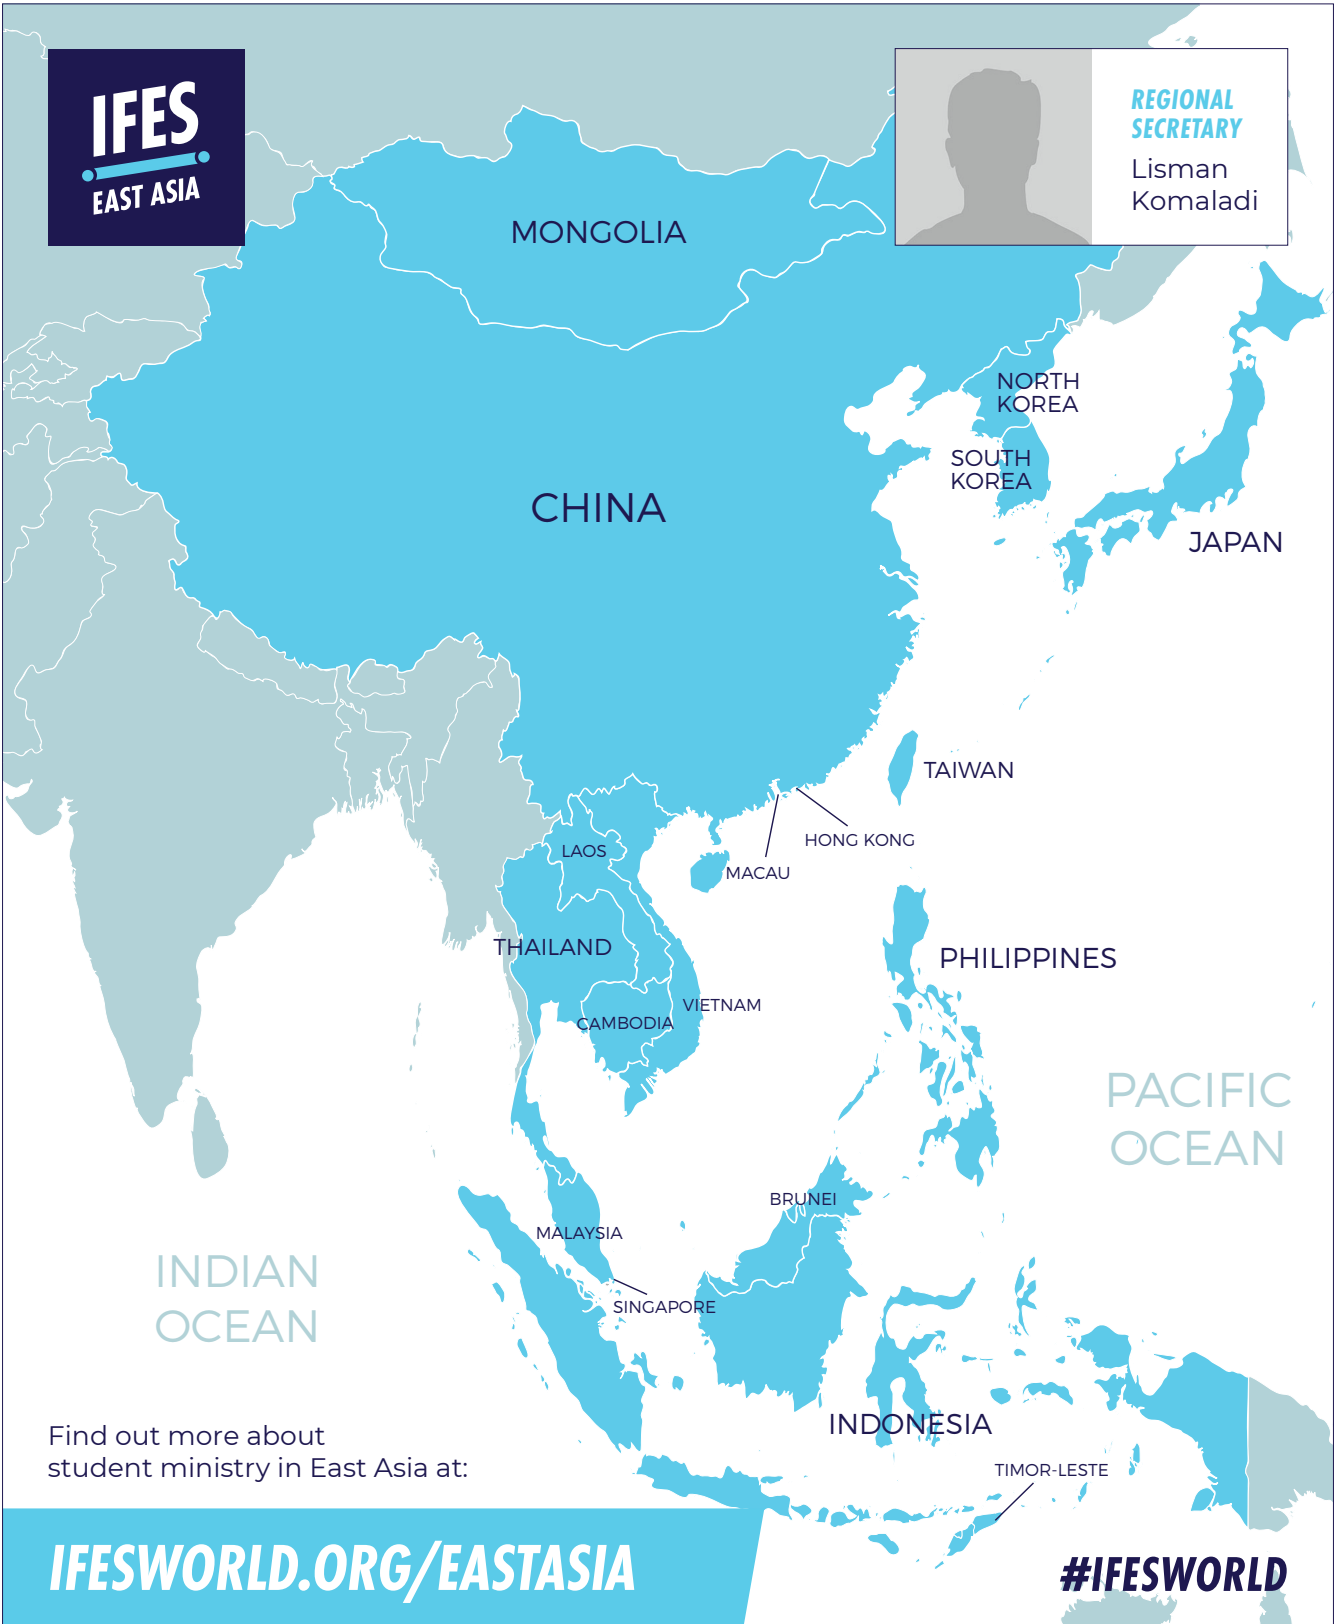 IFES
EAST ASIA
REGIONAL
SECRETARY
Lisman
Komaladi
MONGOLIA
NORTH
KOREA
SOUTH
KOREA
CHINA
JAPAN
TAIWAN
HONG KONG
LAOS
MACAU
THAILAND
PHILIPPINES
VIETNAM
CAMBODIA
PACIFIC
OCEAN
BRUNEI
MALAYSIA
INDIAN
OCEAN
SINGAPORE
INDONESIA
TIMOR-LESTE
Find out more about
student ministry in East Asia at:
IFESWORLD.ORG/EASTASIA
#IFESWORLD